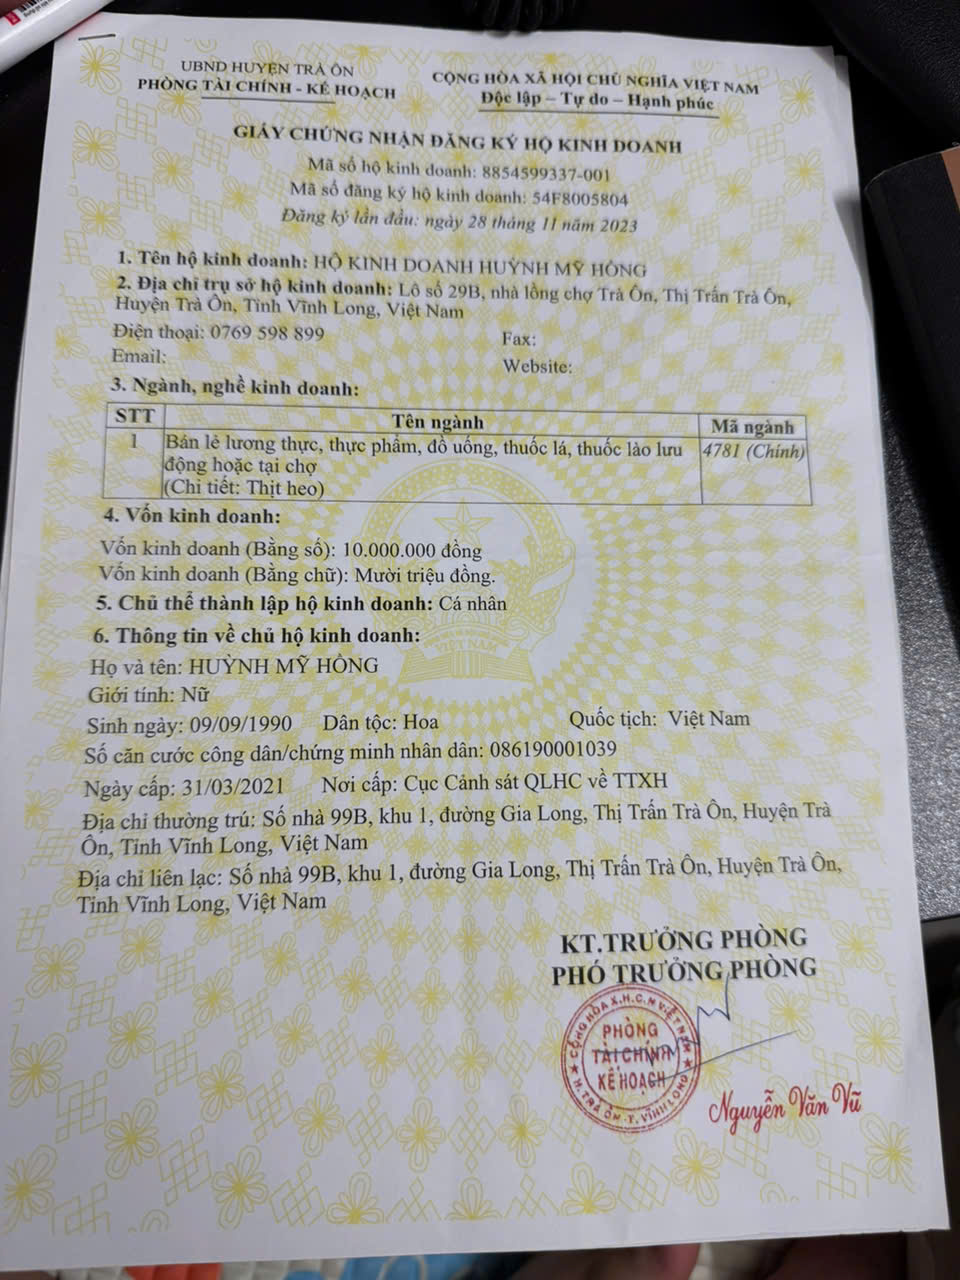 UBND HUYỆN TRÀ ÔN
PHÒNG TÀI CHÍNH - KẾ HOẠCH
CỘNG HÒA XÃ HỘI CHỦ NGHĨA VIỆT NAM
Độc lập – Tự do – Hạnh phúc
GIẤY CHỨNG NHẬN ĐĂNG KÝ HỘ KINH DOANH
Mã số hộ kinh doanh: 8854599337-001
Mã số đăng ký hộ kinh doanh: 54F8005804
Đăng ký lần đầu: ngày 28 tháng 11 năm 2023
1. Tên hộ kinh doanh: HỘ KINH DOANH HUỲNH MỸ HỒNG
2. Địa chỉ trụ sở hộ kinh doanh: Lô số 29B, nhà lồng chợ Trà Ôn, Thị Trấn Trà Ôn,
Huyện Trà Ôn, Tỉnh Vĩnh Long, Việt Nam
Điện thoại: 0769 598 899
Fax:
Email:
Website:
3. Ngành, nghề kinh doanh:
STT Tên ngành Mã ngành
1 Bán lẻ lương thực, thực phẩm, đồ uống, thuốc lá, thuốc lào lưu 4781 (Chính)
động hoặc tại chợ
(Chi tiết: Thịt heo)
4. Vốn kinh doanh:
Vốn kinh doanh (Bằng số): 10.000.000 đồng
Vốn kinh doanh (Bằng chữ): Mười triệu đồng.
5. Chủ thể thành lập hộ kinh doanh: Cá nhân
6. Thông tin về chủ hộ kinh doanh:
VIỆT NAM
Họ và tên: HUỲNH MỸ HỒNG
Giới tính: Nữ
Sinh ngày: 09/09/1990 Dân tộc: Hoa Quốc tịch: Việt Nam
Số căn cước công dân/chứng minh nhân dân: 086190001039
Ngày cấp: 31/03/2021 Nơi cấp: Cục Cảnh sát QLHC về TTXH
Địa chỉ thường trú: Số nhà 99B, khu 1, đường Gia Long, Thị Trấn Trà Ôn, Huyện Trà
Ôn, Tỉnh Vĩnh Long, Việt Nam
Địa chỉ liên lạc: Số nhà 99B, khu 1, đường Gia Long, Thị Trấn Trà Ôn, Huyện Trà Ôn,
Tỉnh Vĩnh Long, Việt Nam
KT.TRƯỞNG PHÒNG
PHÓ TRƯỞNG PHÒNG
CỘNG HÒA X.H.C.N VIỆT NAM
PHÒNG
TÀI CHÍNH
KẾ HOẠCH
H. TRÀ ÔN - T. VĨNH LONG
Nguyễn Văn Vũ